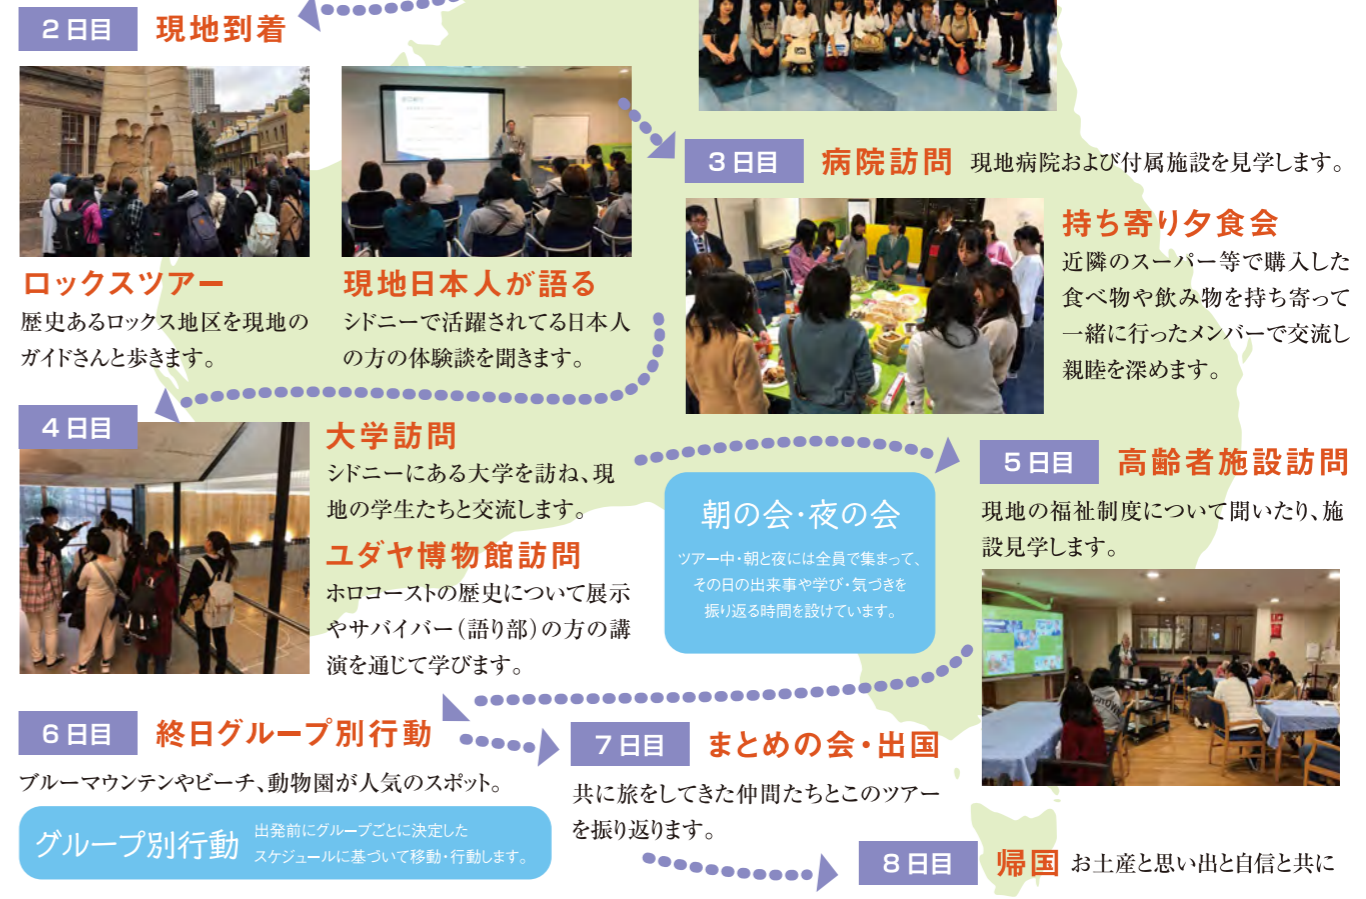 2日目 現地到着
ロックスツアー
歴史あるロックス地区を現地の
ガイドさんと歩きます。
現地日本人が語る
シドニーで活躍されてる日本人
の方の体験談を聞きます。
3日目 病院訪問 現地病院および付属施設を見学します。
持ち寄り夕食会
近隣のスーパー等で購入した
食べ物や飲み物を持ち寄って
一緒に行ったメンバーで交流し
親睦を深めます。
4日目
大学訪問
シドニーにある大学を訪ね、現
地の学生たちと交流します。
ユダヤ博物館訪問
ホロコーストの歴史について展示
やサバイバー（語り部）の方の講
演を通じて学びます。
朝の会・夜の会
ツアー中・朝と夜には全員で集まって、
その日の出来事や学び・気づきを
振り返る時間を設けています。
5日目 高齢者施設訪問
現地の福祉制度について聞いたり、施
設見学します。
6日目 終日グループ別行動
ブルーマウンテンやビーチ、動物園が人気のスポット。
グループ別行動
出発前にグループごとに決定した
スケジュールに基づいて移動・行動します。
7日目 まとめの会・出国
共に旅をしてきた仲間たちとこのツアー
を振り返ります。
8日目 帰国 お土産と思い出と自信と共に